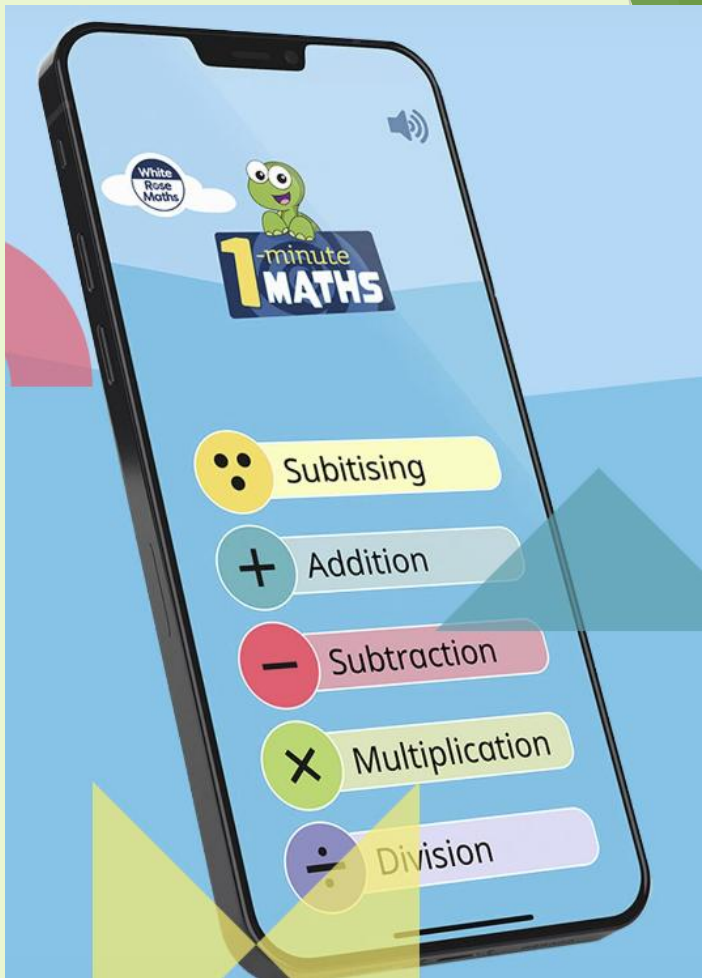 White
Rose
Maths
1-minute
MATHS
Subitising
+ Addition
− Subtraction
× Multiplication
÷ Division